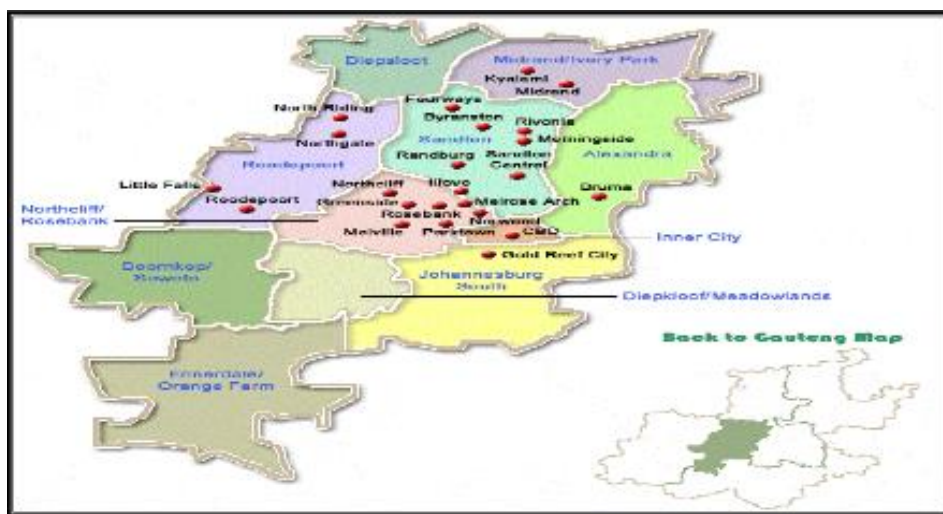 Diepsloot
Midrand/Ivory Park
Kyalami
Midrand
North Riding
Fourways
Bryanston
Rivonia
Sandton
Morningside
Northgate
Roodepoort
Randburg
Sandton
Central
Alexandra
Little Falls
Northcliff
Illovo
Bruma
Roodepoort
Greenside
Melrose Arch
Northcliff/
Rosebank
Rosebank
Norwood
Melville
Parktown
CBD
Inner City
Gold Reef City
Doornkop/
Soweto
Johannesburg
South
Diepkloof/Meadowlands
Back to Gauteng Map
Ennerdale/
Orange Farm